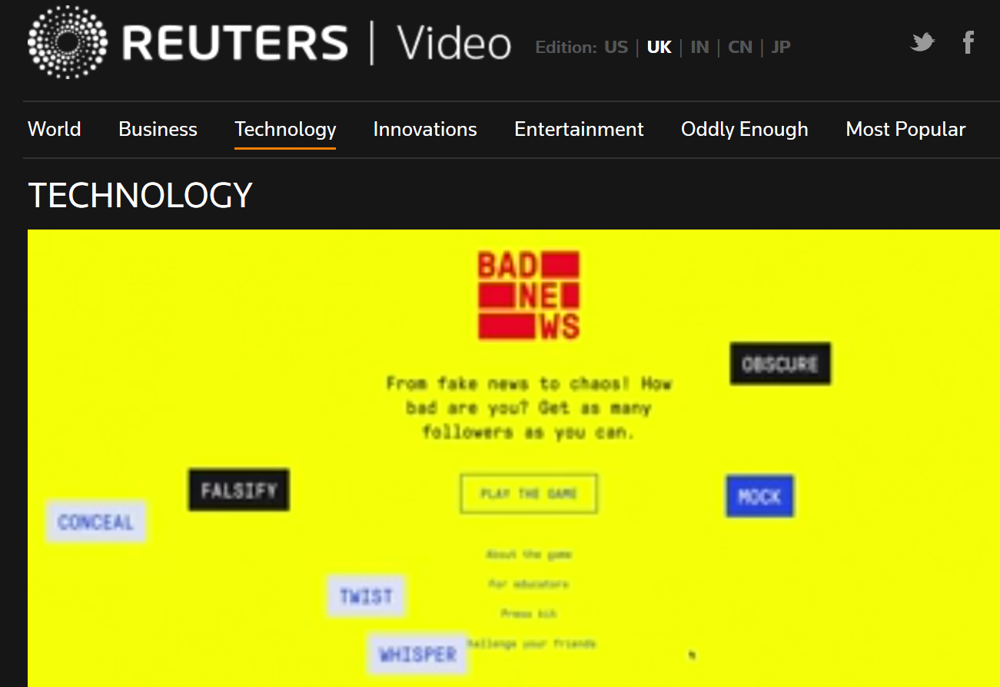 REUTERS | Video
Edition: US | UK | IN | CN | JP
World Business Technology Innovations Entertainment Oddly Enough Most Popular
TECHNOLOGY
BAD
NE
WS
From fake news to chaos! How
bad are you? Get as many
followers as you can.
OBSCURE
FALSIFY
PLAY THE GAME
MOCK
CONCEAL
About the game
For educators
TWIST
Press kit
hallenge your friends
WHISPER